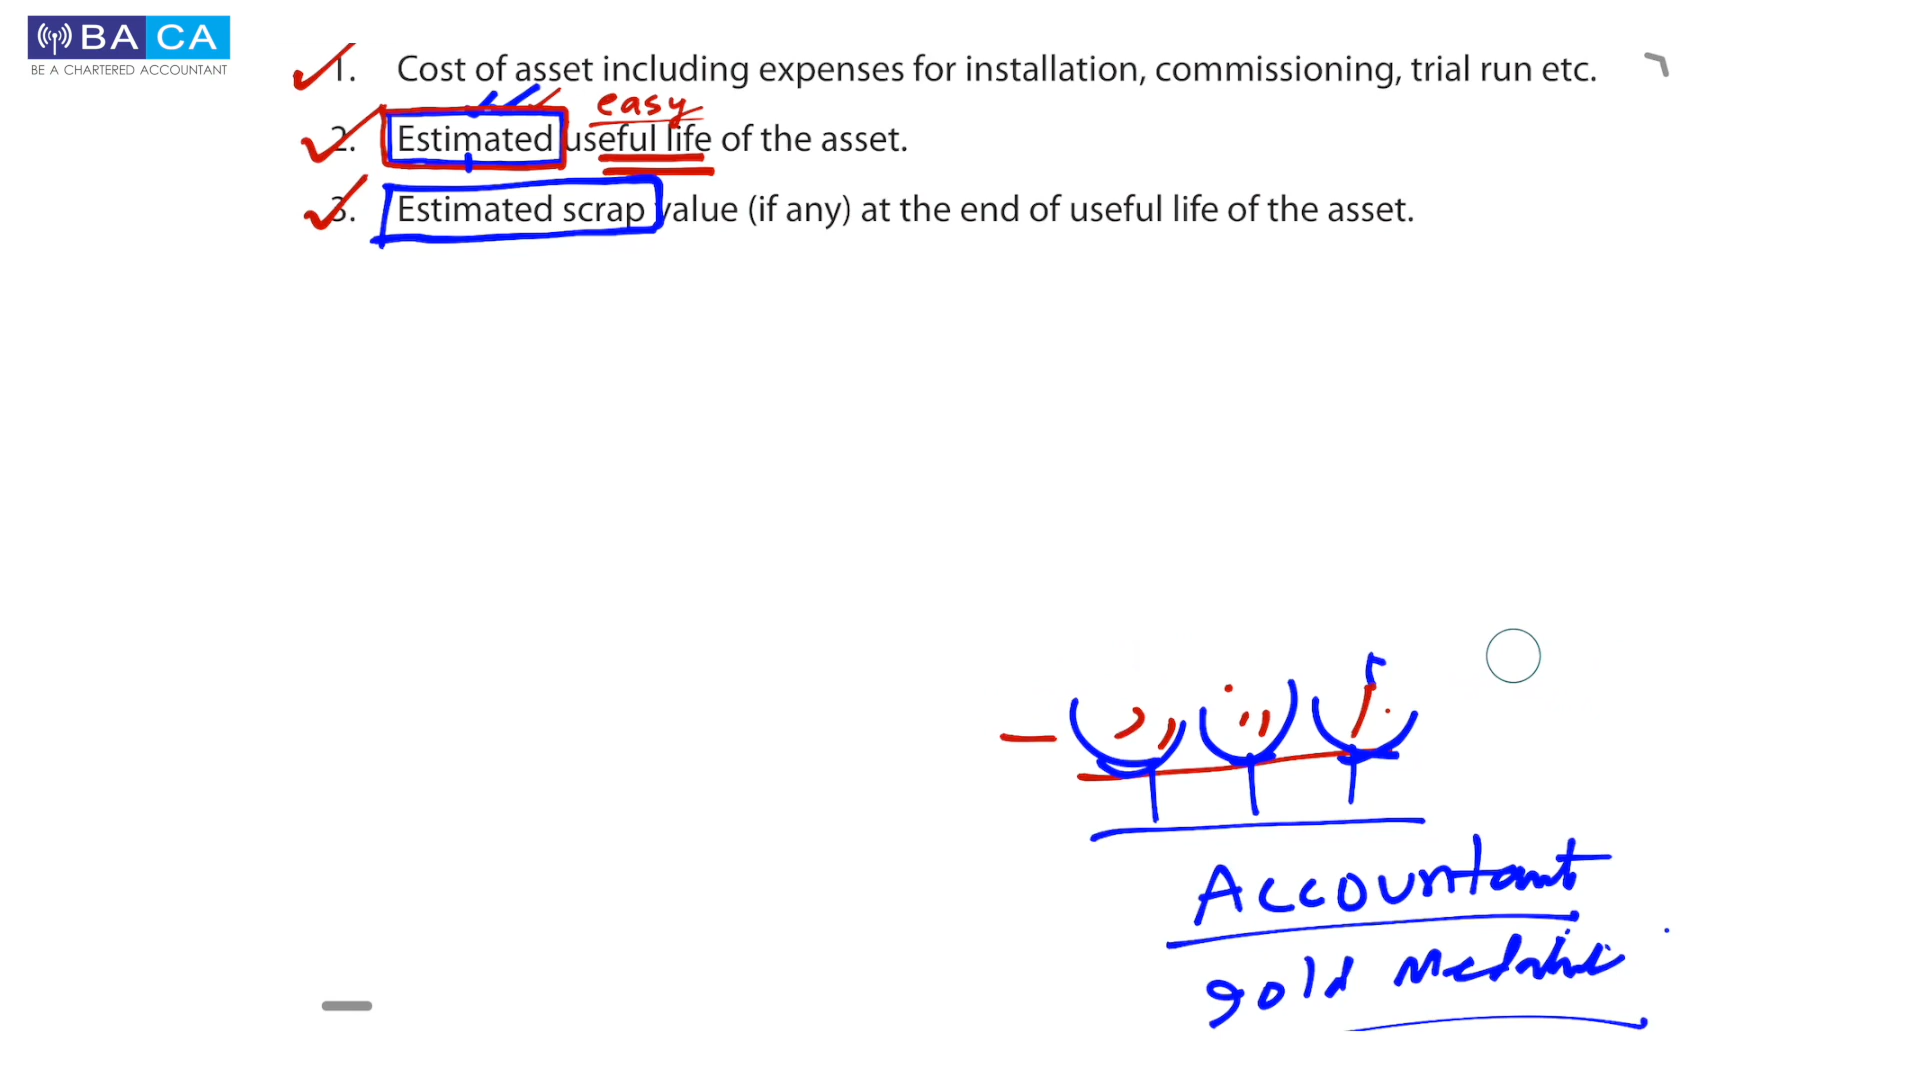 BA CA
BE A CHARTERED ACCOUNTANT
1. Cost of asset including expenses for installation, commissioning, trial run etc.
easy
2. Estimated useful life of the asset.
3. Estimated scrap value (if any) at the end of useful life of the asset.
Accountant
gold